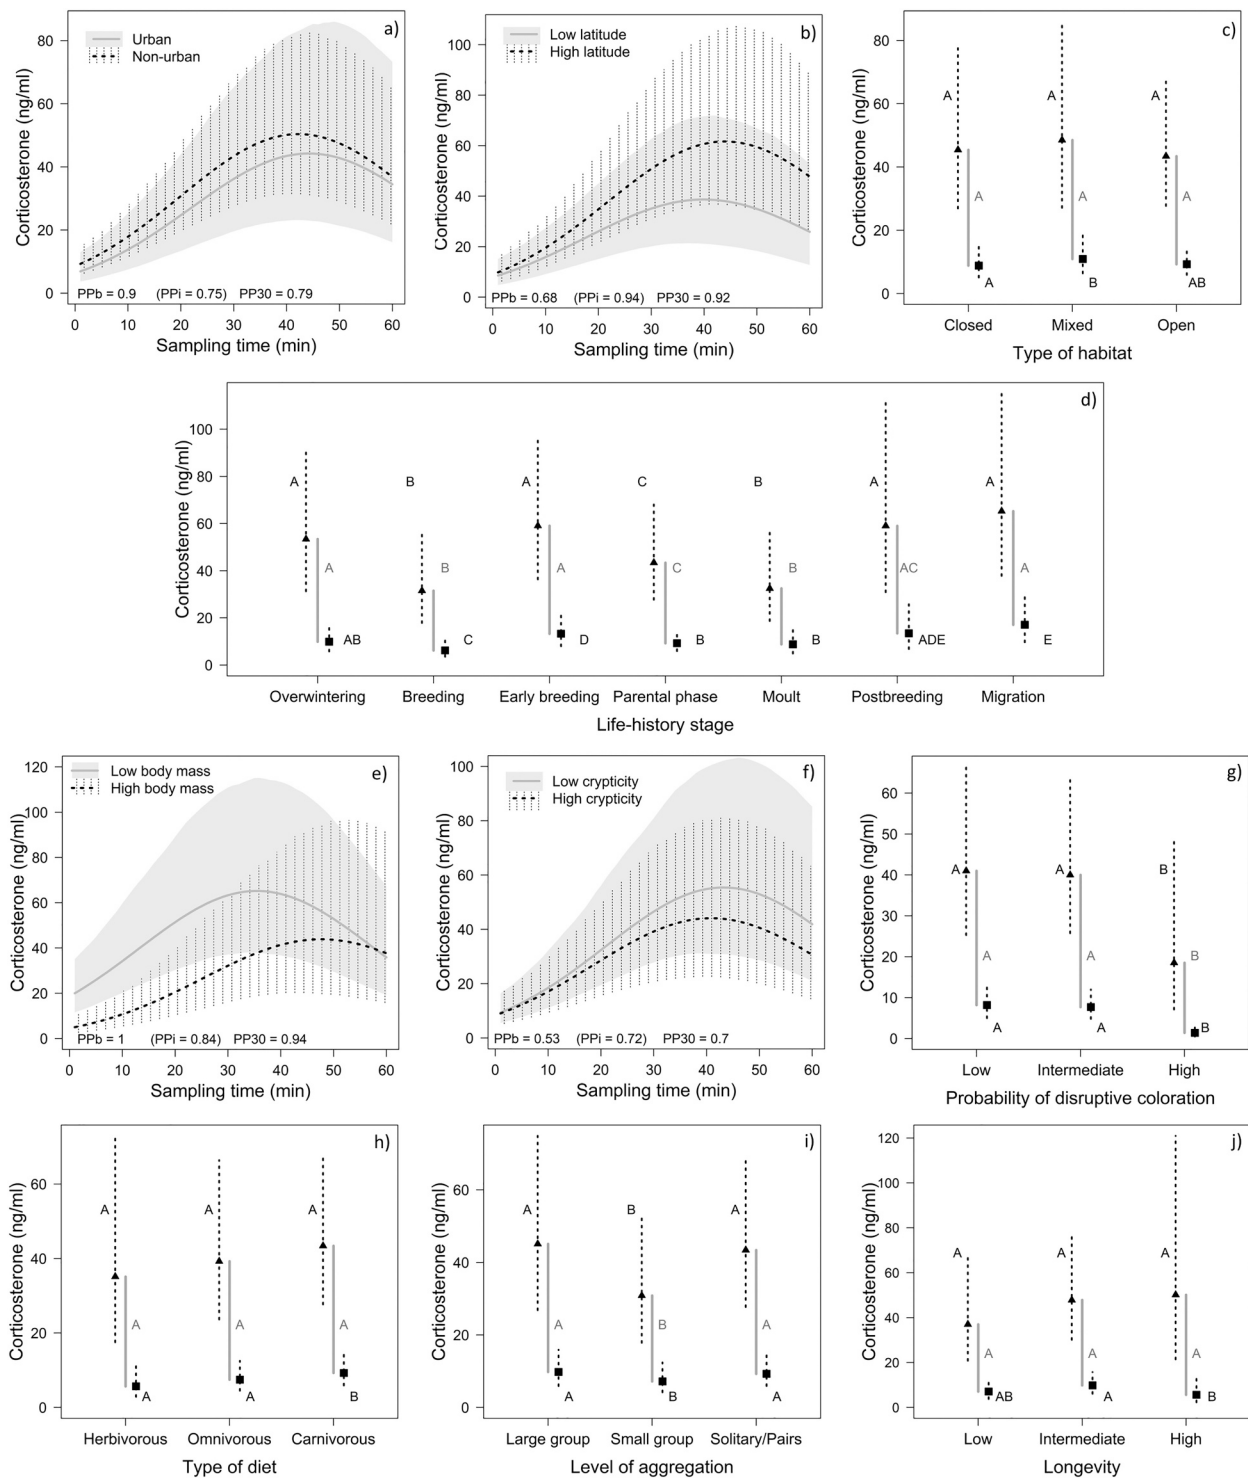 a)
Urban
Non-urban
80
60
40
20
0
Corticosterone (ng/ml)
PPb = 0.9 (PPi = 0.75) PP30 = 0.79
0 10 20 30 40 50 60
Sampling time (min)
b)
Low latitude
High latitude
100
80
60
40
20
0
Corticosterone (ng/ml)
PPb = 0.68 (PPi = 0.94) PP30 = 0.92
0 10 20 30 40 50 60
Sampling time (min)
c)
80
60
40
20
0
Corticosterone (ng/ml)
A A A
A A A
A B AB
Closed Mixed Open
Type of habitat
d)
100
80
60
40
20
0
Corticosterone (ng/ml)
A B A C B A A
A B A C B AC A
AB C D B B ADE E
Overwintering Breeding Early breeding Parental phase Moult Postbreeding Migration
Life-history stage
e)
Low body mass
High body mass
120
100
80
60
40
20
0
Corticosterone (ng/ml)
PPb = 1 (PPi = 0.84) PP30 = 0.94
0 10 20 30 40 50 60
Sampling time (min)
f)
Low crypticity
High crypticity
100
80
60
40
20
0
Corticosterone (ng/ml)
PPb = 0.53 (PPi = 0.72) PP30 = 0.7
0 10 20 30 40 50 60
Sampling time (min)
g)
60
50
40
30
20
10
0
Corticosterone (ng/ml)
A A B
A A B
A A B
Low Intermediate High
Probability of disruptive coloration
h)
60
40
20
0
Corticosterone (ng/ml)
A A A
A A A
A A B
Herbivorous Omnivorous Carnivorous
Type of diet
i)
60
40
20
0
Corticosterone (ng/ml)
A B A
A B A
A B A
Large group Small group Solitary/Pairs
Level of aggregation
j)
120
100
80
60
40
20
0
Corticosterone (ng/ml)
A A A
A A A
AB A B
Low Intermediate High
Longevity